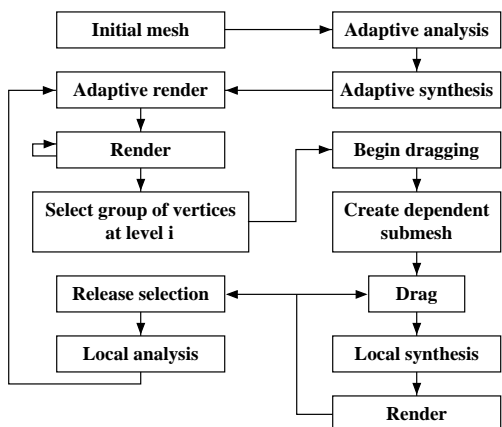 Initial mesh
Adaptive analysis
Adaptive render
Adaptive synthesis
Render
Begin dragging
Select group of vertices
at level i
Create dependent
submesh
Release selection
Drag
Local analysis
Local synthesis
Render